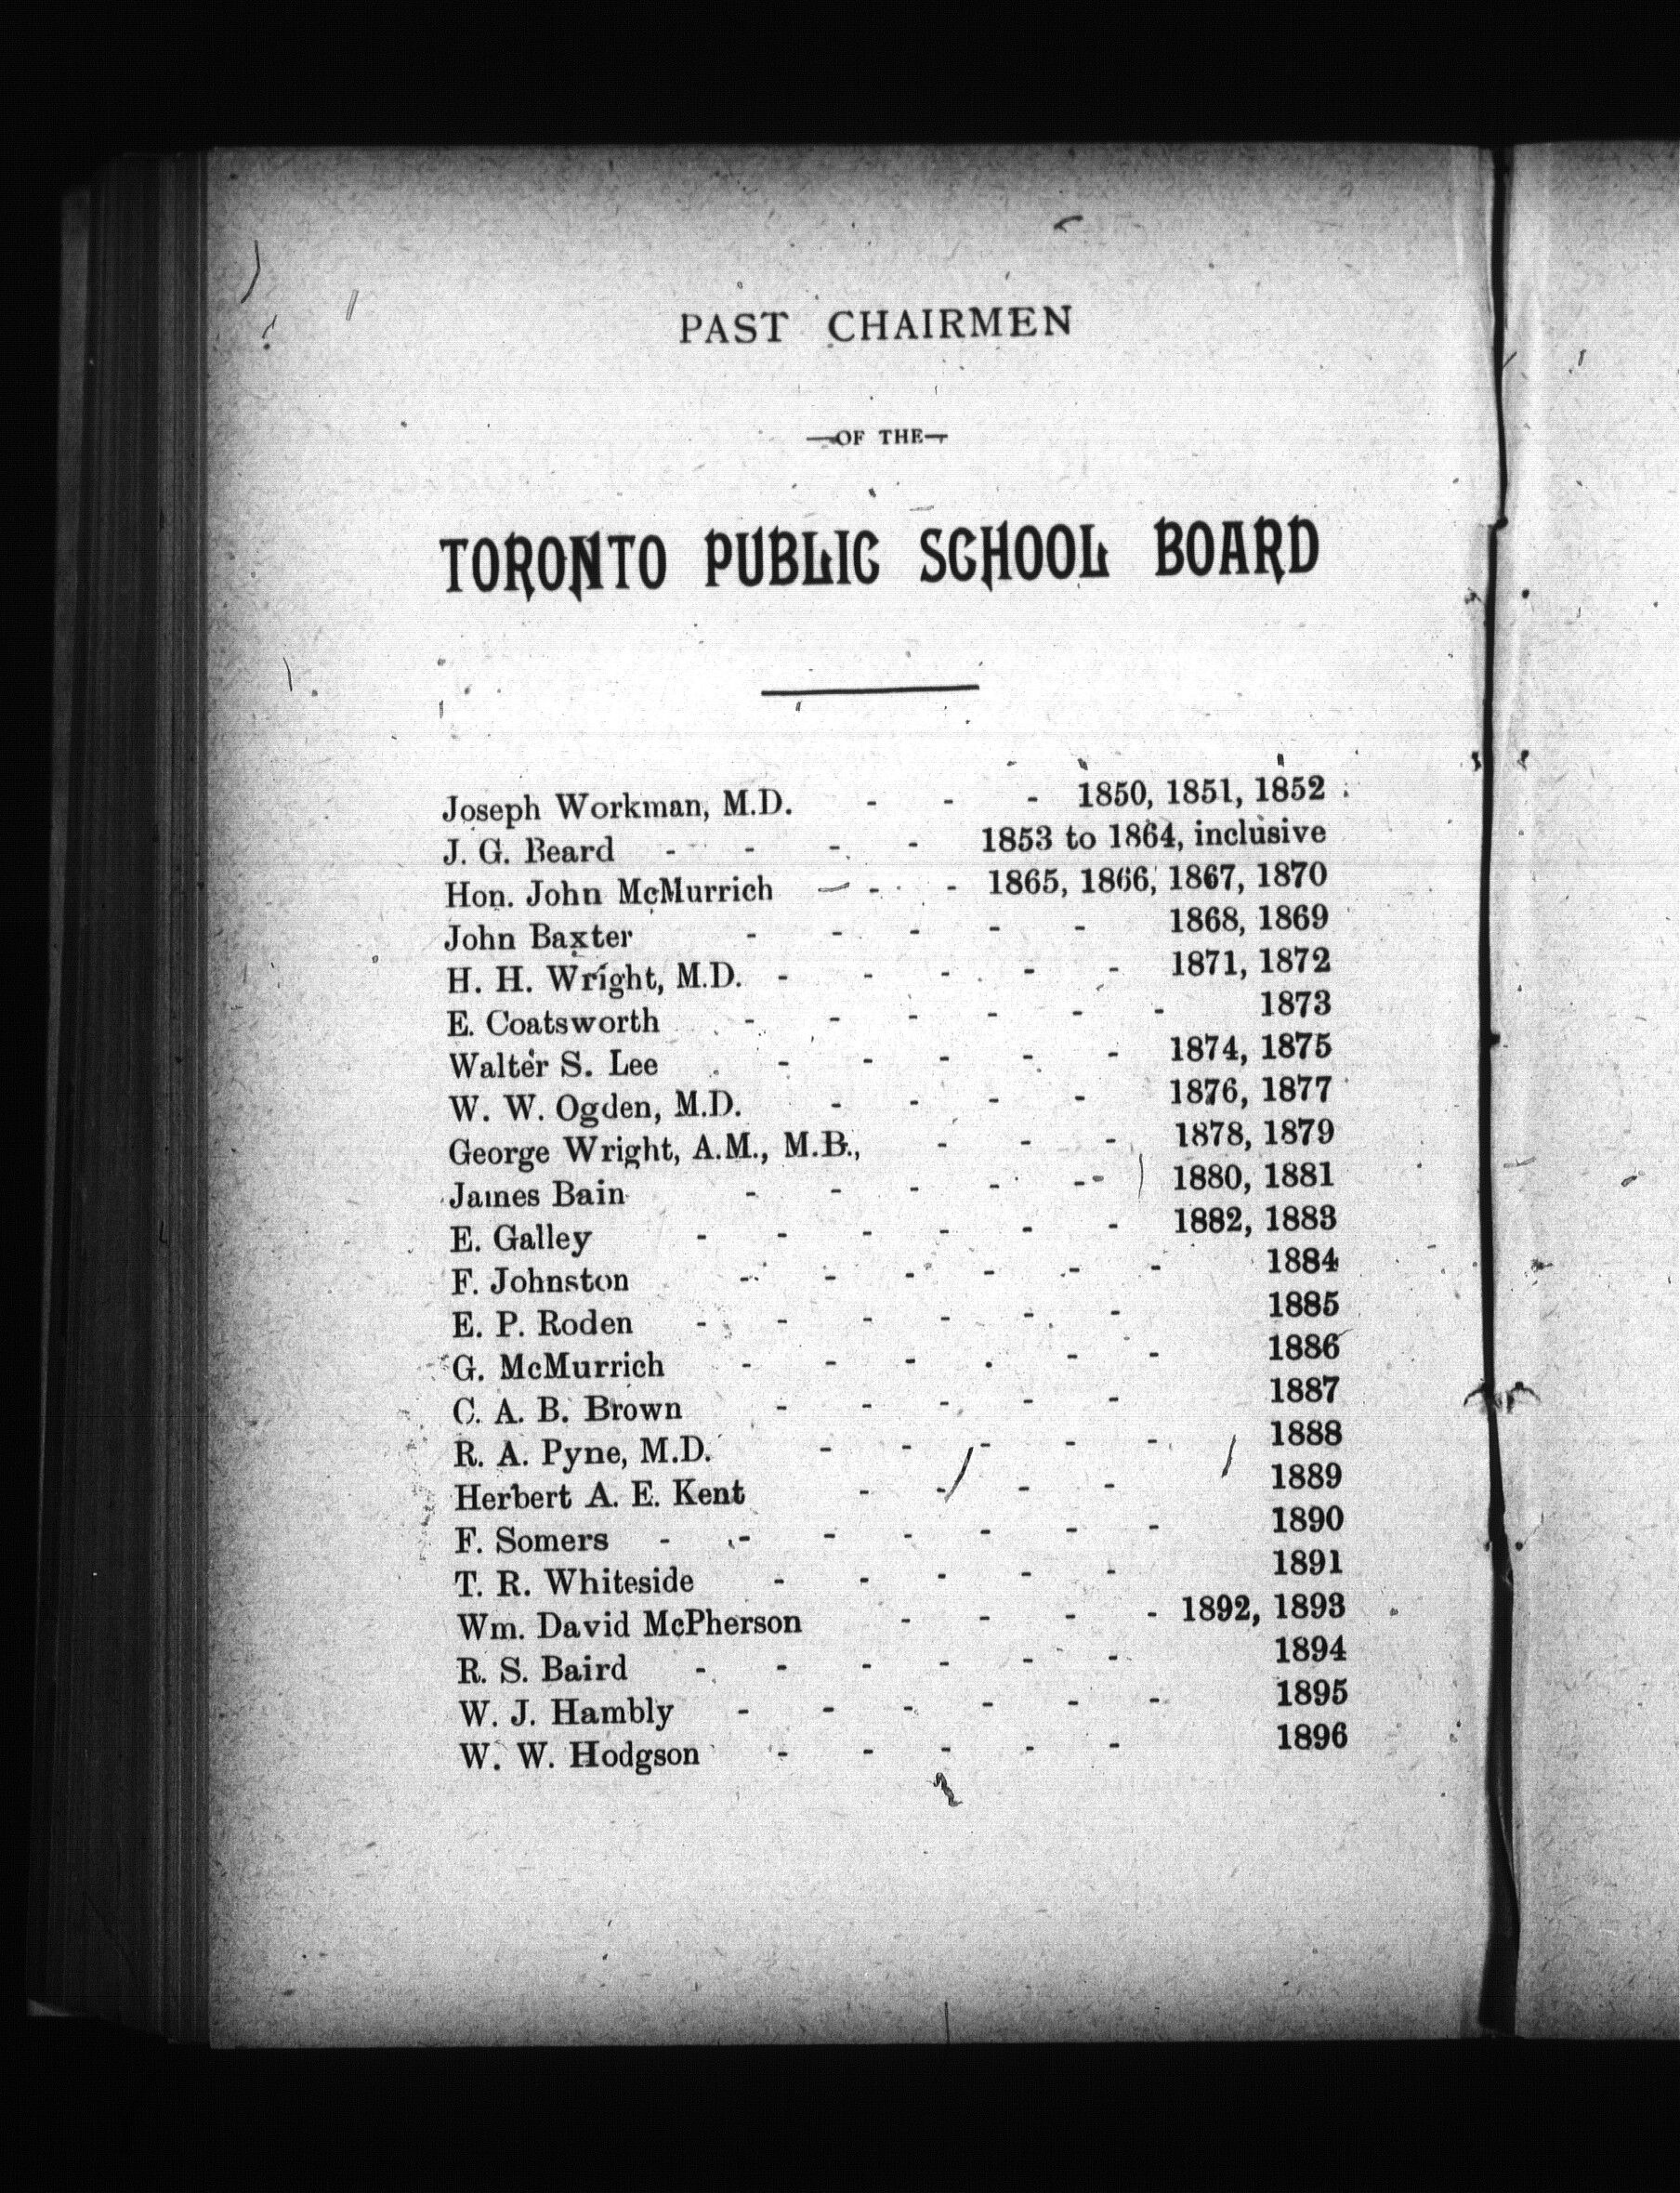 PAST CHAIRMEN
—OF THE—
TORONTO PUBLIC SCHOOL BOARD
Joseph Workman, M.D. - - - 1850, 1851, 1852
J. G. Beard - - - - 1853 to 1864, inclusive
Hon. John McMurrich - - - 1865, 1866, 1867, 1870
John Baxter - - - - - 1868, 1869
H. H. Wright, M.D. - - - - - 1871, 1872
E. Coatsworth - - - - - - 1873
Walter S. Lee - - - - - 1874, 1875
W. W. Ogden, M.D. - - - - 1876, 1877
George Wright, A.M., M.B., - - - 1878, 1879
James Bain - - - - - 1880, 1881
E. Galley - - - - - - 1882, 1883
F. Johnston - - - - - - 1884
E. P. Roden - - - - - - 1885
G. McMurrich - - - - - - 1886
C. A. B. Brown - - - - - 1887
R. A. Pyne, M.D. - - - - - 1888
Herbert A. E. Kent - - - - 1889
F. Somers - - - - - - - 1890
T. R. Whiteside - - - - - 1891
Wm. David McPherson - - - - 1892, 1893
R. S. Baird - - - - - - 1894
W. J. Hambly - - - - - - 1895
W. W. Hodgson - - - - - 1896